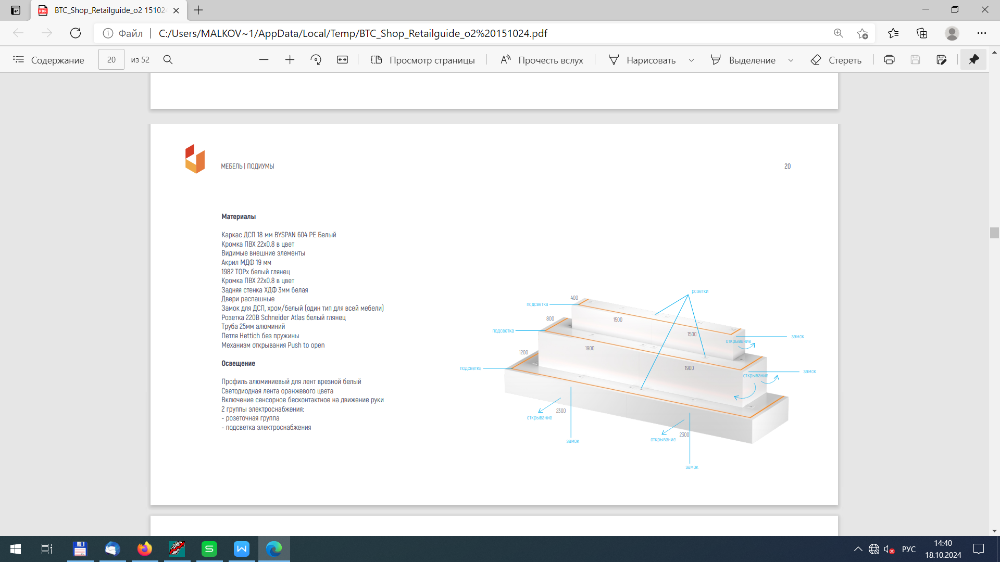 BTC_Shop_Retailguide_o2 15102
Файл
C:/Users/MALKOV~1/AppData/Local/Temp/BTC_Shop_Retailguide_o2%20151024.pdf
Содержание
20
из 52
Просмотр страницы
Прочесть вслух
Нарисовать
Выделение
Стереть
МЕБЕЛЬ | ПОДИУМЫ
20
Материалы
Каркас ДСП 18 мм BYSPAN 604 PE Белый
Кромка ПВХ 22х0.8 в цвет
Видимые внешние элементы
Акрил МДФ 19 мм
1982 TOPx белый глянец
Кромка ПВХ 22х0.8 в цвет
Задняя стенка ХДФ 3мм белая
Двери распашные
Замок для ДСП, хром/белый (один тип для всей мебели)
Розетка 220В Schneider Atlas белый глянец
Труба 25мм алюминий
Петля Hettich без пружины
Механизм открывания Push to open
Освещение
Профиль алюминиевый для лент врезной белый
Светодиодная лента оранжевого цвета
Включение сенсорное бесконтактное на движение руки
2 группы электроснабжения:
- розеточная группа
- подсветка электроснабжения
розетки
400
подсветка
800
1500
подсветка
1500
замок
открывание
1900
1200
подсветка
1900
замок
открывание
2300
открывание
2300
открывание
замок
замок
РУС
14:40
18.10.2024